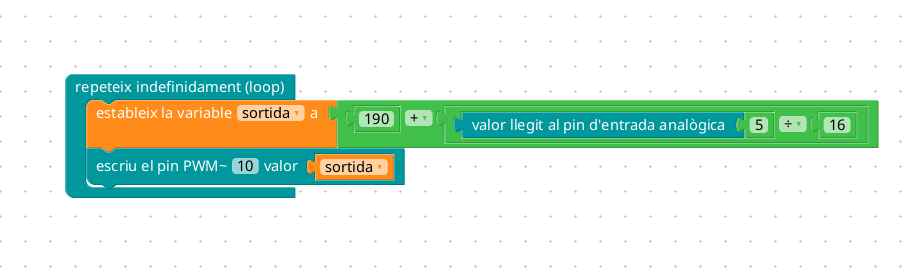 repeteix indefinidament (loop)
estableix la variable sortida a 190 + valor llegit al pin d'entrada analògica 5 ÷ 16
escriu el pin PWM~ 10 valor sortida